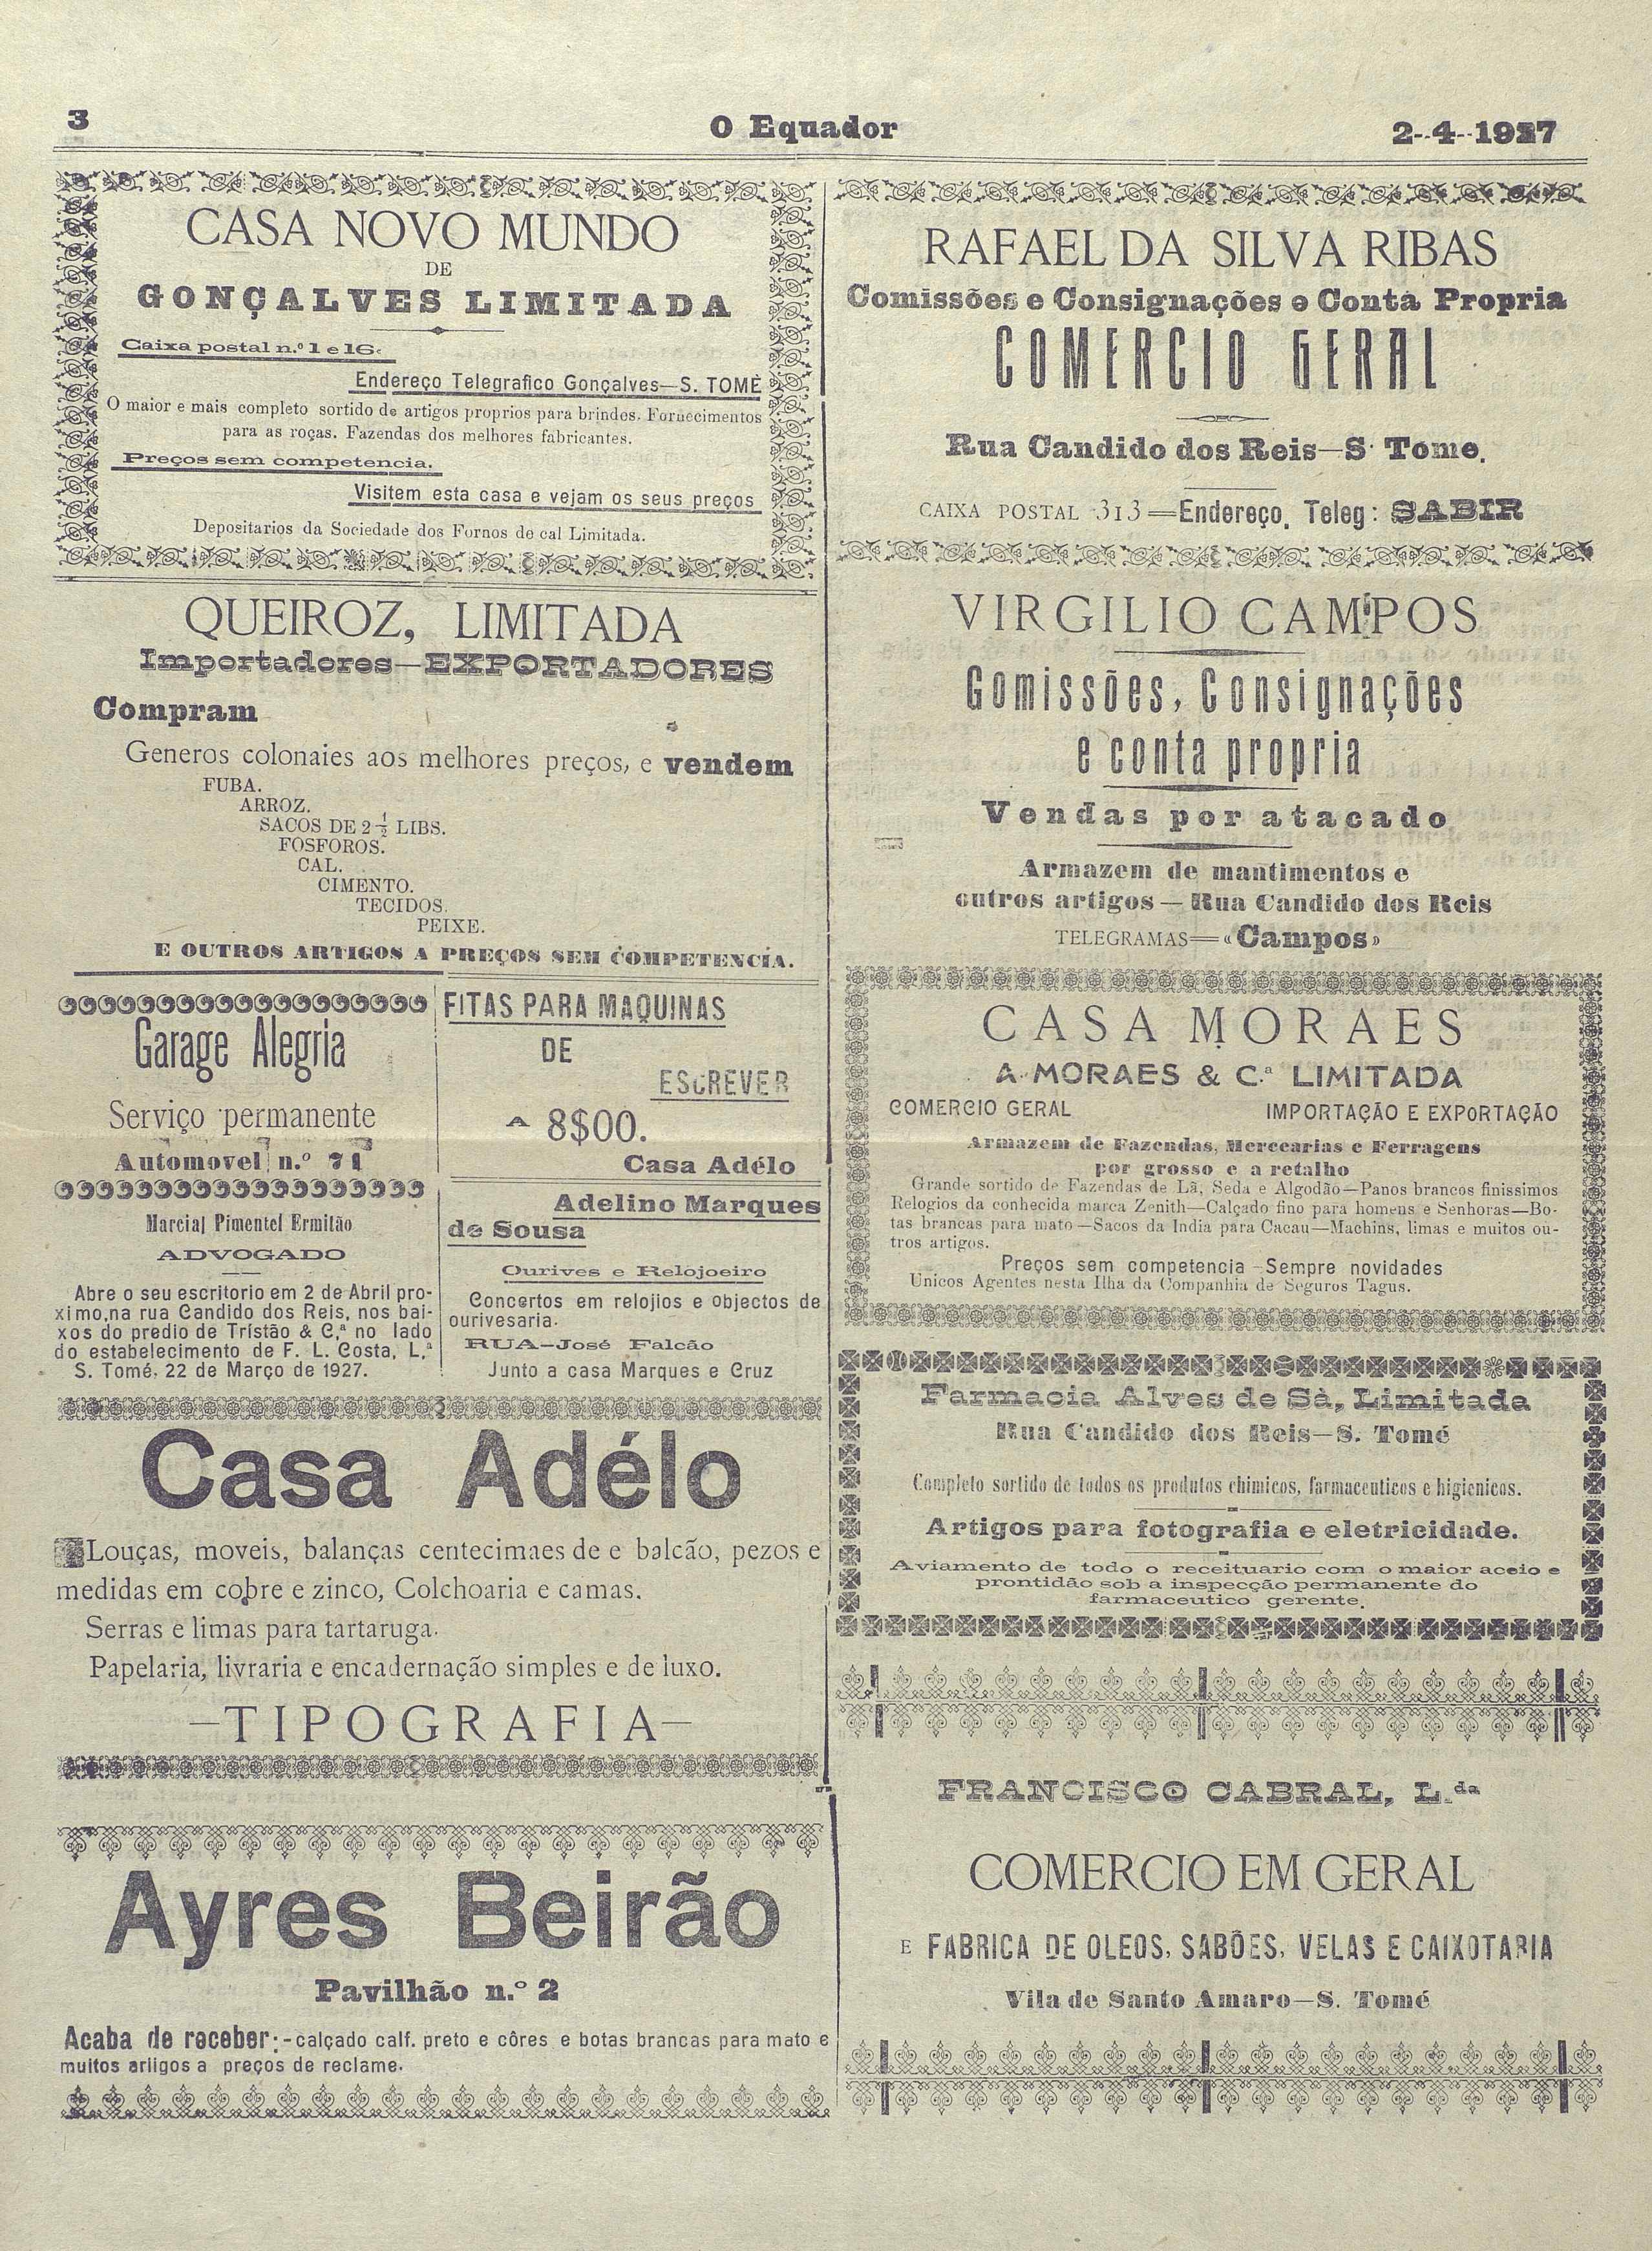 3
O Equador
2-4-1927
CASA NOVO MUNDO
DE
GONÇALVES LIMITADA
Caixa postal n.º 1 e 16.
Endereço Telegrafico Gonçalves—S. TOMÉ
O maior e mais completo sortido de artigos proprios para brindes. Fornecimentos
para as roças. Fazendas dos melhores fabricantes.
Preços sem competencia.
Visitem esta casa e vejam os seus preços
Depositarios da Sociedade dos Fornos de cal Limitada.
QUEIROZ, LIMITADA
Importadores—EXPORTADORES
Compram
Generos colonaies aos melhores preços, e vendem
FUBA.
ARROZ.
SACOS DE 2 ½ LIBS.
FOSFOROS.
CAL.
CIMENTO.
TECIDOS.
PEIXE.
E OUTROS ARTIGOS A PREÇOS SEM COMPETENCIA.
Garage Alegria
Serviço permanente
Automovel n.º 71
Marcial Pimentel Ermitão
ADVOGADO
Abre o seu escritorio em 2 de Abril pro-
ximo,na rua Candido dos Reis, nos bai-
xos do predio de Tristão & C,ª no lado
do estabelecimento de F. L. Costa, L,ª
S. Tomé, 22 de Março de 1927.
FITAS PARA MAQUINAS
DE
ESCREVER
A 8$00.
Casa Adélo
Adelino Marques
de Sousa
Ourives e Relojoeiro
Concertos em relojios e objectos de
ourivesaria.
RUA—José Falcão
Junto a casa Marques e Cruz
Casa Adélo
Louças, moveis, balanças centecimaes de e balcão, pezos e
medidas em cobre e zinco, Colchoaria e camas.
Serras e limas para tartaruga.
Papelaria, livraria e encadernação simples e de luxo.
—TIPOGRAFIA—
Ayres Beirão
Pavilhão n.º 2
Acaba de receber:-calçado calf. preto e côres e botas brancas para mato e
muitos artigos a preços de reclame.
RAFAEL DA SILVA RIBAS
Comissões e Consignações e Conta Propria
COMERCIO GERAL
Rua Candido dos Reis—S. Tome.
CAIXA POSTAL 313—Endereço. Teleg: SABIR
VIRGILIO CAMPOS
Gomissões, Consignações
e conta propria
Vendas por atacado
Armazem de mantimentos e
outros artigos — Rua Candido dos Reis
TELEGRAMAS=«Campos»
CASA MORAES
A. MORAES & C.ª LIMITADA
COMERCIO GERAL IMPORTAÇÃO E EXPORTAÇÃO
Armazem de Fazendas, Mercearias e Ferragens
por grosso e a retalho
Grande sortido de Fazendas de Lã, Seda e Algodão—Panos brancos finissimos
Relogios da conhecida marca Zenith—Calçado fino para homens e Senhoras—Bo-
tas brancas para mato—Sacos da India para Cacau—Machins, limas e muitos ou-
tros artigos.
Preços sem competencia—Sempre novidades
Unicos Agentes nesta Ilha da Companhia de Seguros Tagus.
Farmacia Alves de Sà, Limitada
Rua Candido dos Reis—S. Tomé
Completo sortido de todos os produtos chimicos, farmaceuticos e higienicos.
Artigos para fotografia e eletricidade.
Aviamento de todo o receituario com o maior aceio e
prontidão sob a inspecção permanente do
farmaceutico gerente.
FRANCISCO CABRAL, L.da
COMERCIO EM GERAL
E FABRICA DE OLEOS, SABÕES, VELAS E CAIXOTARIA
Vila de Santo Amaro—S. Tomé